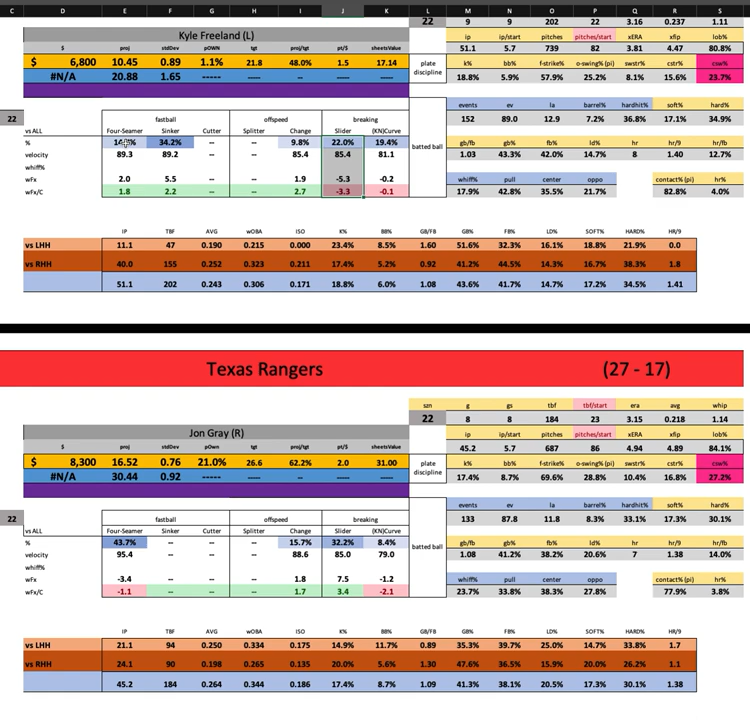 C D E F G H I J K L M N O P Q R S
22 9 9 202 22 3.16 0.237 1.11
Kyle Freeland (L)
ip ip/start pitches pitches/start xERA xfip lob%
51.1 5.7 739 82 3.81 4.47 80.8%
$ proj stdDev pOWN tgt proj/tgt pt/$ sheetsValue
$ 6,800 10.45 0.89 1.1% 21.8 48.0% 1.5 17.14
plate discipline
k% bb% f-strike% o-swing% (pi) swstr% cstr% csw%
#N/A 20.88 1.65 ----- ---- --- -- ----
18.8% 5.9% 57.9% 25.2% 8.1% 15.6% 23.7%
events ev la barrel% hardhit% soft% hard%
22 fastball offspeed breaking
152 89.0 12.9 7.2% 36.8% 17.1% 34.9%
vs ALL Four-Seamer Sinker Cutter Splitter Change Slider (KN)Curve
% 34.2% -- -- 9.8% 22.0% 19.4%
batted ball
gb/fb gb% fb% ld% hr hr/9 hr/fb
velocity 89.3 89.2 -- -- 85.4 85.4 81.1
1.03 43.3% 42.0% 14.7% 8 1.40 12.7%
whiff%
wFx 2.0 5.5 -- -- 1.9 -5.3 -0.2
whiff% pull center oppo contact% (pi) hr%
wFx/C 1.8 2.2 -- -- 2.7 -3.3 -0.1
17.9% 42.8% 35.5% 21.7% 82.8% 4.0%
IP TBF AVG wOBA ISO K% BB% GB/FB GB% FB% LD% SOFT% HARD% HR/9
vs LHH 11.1 47 0.190 0.215 0.000 23.4% 8.5% 1.60 51.6% 32.3% 16.1% 18.8% 21.9% 0.0
vs RHH 40.0 155 0.252 0.323 0.211 17.4% 5.2% 0.92 41.2% 44.5% 14.3% 16.7% 38.3% 1.8
51.1 202 0.243 0.306 0.171 18.8% 6.0% 1.08 43.6% 41.7% 14.7% 17.2% 34.5% 1.41
Texas Rangers (27 - 17)
szn g gs tbf tbf/start era avg whip
22 8 8 184 23 3.15 0.218 1.14
Jon Gray (R)
ip ip/start pitches pitches/start xERA xfip lob%
$ proj stdDev pOwn tgt proj/tgt pt/$ sheetsValue
45.2 5.7 687 86 4.94 4.89 84.1%
$ 8,300 16.52 0.76 21.0% 26.6 62.2% 2.0 31.00
plate discipline
k% bb% f-strike% o-swing% (pi) swstr% cstr% csw%
#N/A 30.44 0.92 ----- ---- --- -- ----
17.4% 8.7% 69.6% 28.8% 10.4% 16.8% 27.2%
events ev la barrel% hardhit% soft% hard%
22 fastball offspeed breaking
133 87.8 11.8 8.3% 33.1% 17.3% 30.1%
vs ALL Four-Seamer Sinker Cutter Splitter Change Slider (KN)Curve
% 43.7% -- -- -- 15.7% 32.2% 8.4%
batted ball
gb/fb gb% fb% ld% hr hr/9 hr/fb
velocity 95.4 -- -- -- 88.6 85.0 79.0
1.08 41.2% 38.2% 20.6% 7 1.38 14.0%
whiff%
wFx -3.4 -- -- -- 1.8 7.5 -1.2
whiff% pull center oppo contact% (pi) hr%
wFx/C -1.1 -- -- -- 1.7 3.4 -2.1
23.7% 33.8% 38.3% 27.8% 77.9% 3.8%
IP TBF AVG wOBA ISO K% BB% GB/FB GB% FB% LD% SOFT% HARD% HR/9
vs LHH 21.1 94 0.250 0.334 0.175 14.9% 11.7% 0.89 35.3% 39.7% 25.0% 14.7% 33.8% 1.7
vs RHH 24.1 90 0.198 0.265 0.135 20.0% 5.6% 1.30 47.6% 36.5% 15.9% 20.0% 26.2% 1.1
45.2 184 0.264 0.344 0.186 17.4% 8.7% 1.09 41.3% 38.1% 20.5% 17.3% 30.1% 1.38